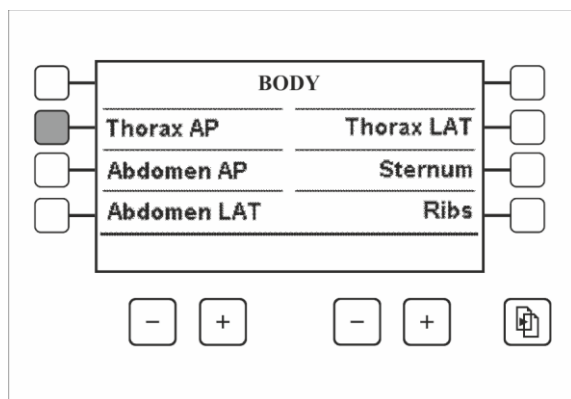 BODY
Thorax AP Thorax LAT
Abdomen AP Sternum
Abdomen LAT Ribs
− + − +